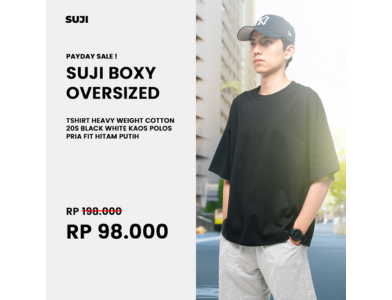 SUJI
PAYDAY SALE !
SUJI BOXY
OVERSIZED
TSHIRT HEAVY WEIGHT COTTON
20S BLACK WHITE KAOS POLOS
PRIA FIT HITAM PUTIH
RP 198.000
RP 98.000